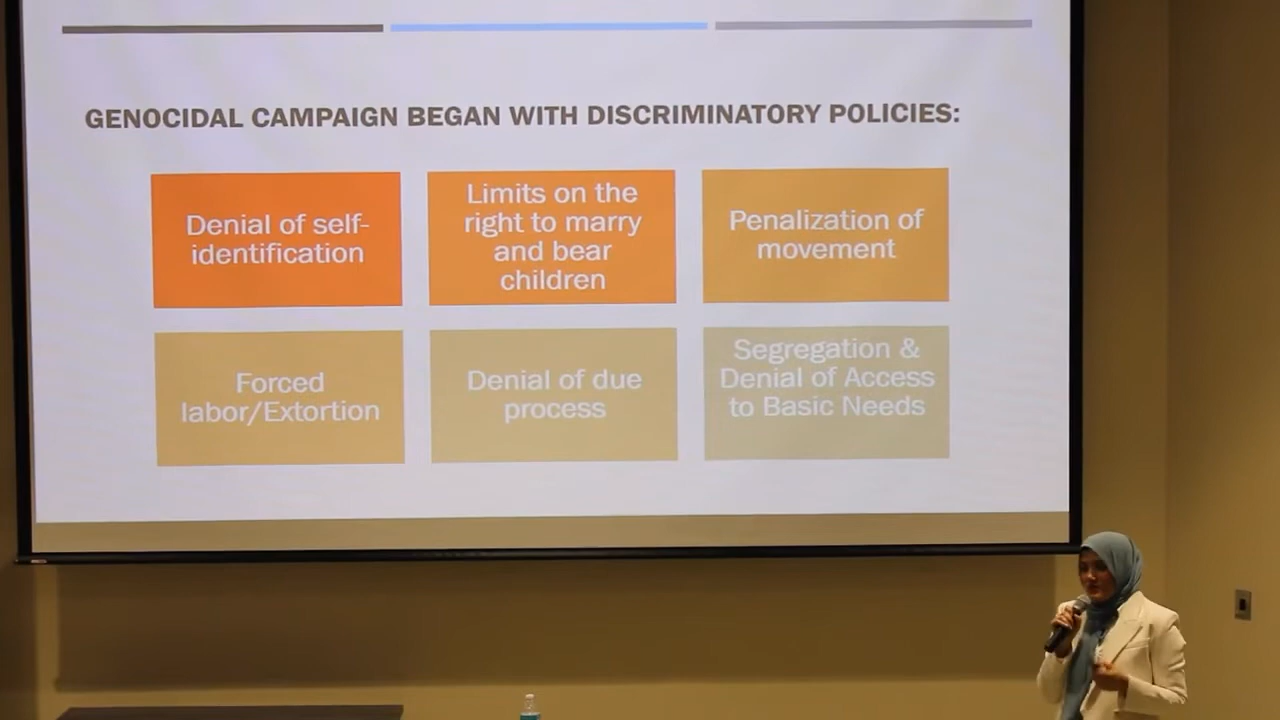 GENOCIDAL CAMPAIGN BEGAN WITH DISCRIMINATORY POLICIES:
Denial of self-
identification
Limits on the
right to marry
and bear
children
Penalization of
movement
Forced
labor/Extortion
Denial of due
process
Segregation &
Denial of Access
to Basic Needs